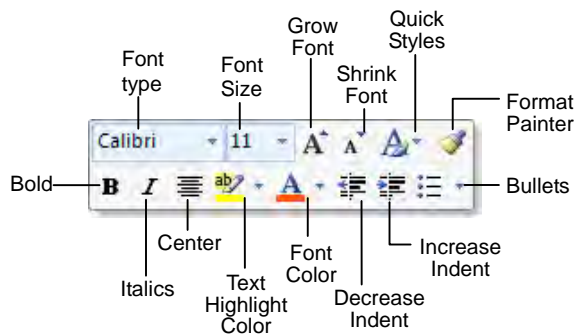 Font
type
Font
Size
Grow
Font
Shrink
Font
Quick
Styles
Format
Painter
Calibri
11
A
A
A
Bold
B
I
ab
A
Bullets
Center
Italics
Text
Highlight
Color
Font
Color
Decrease
Indent
Increase
Indent